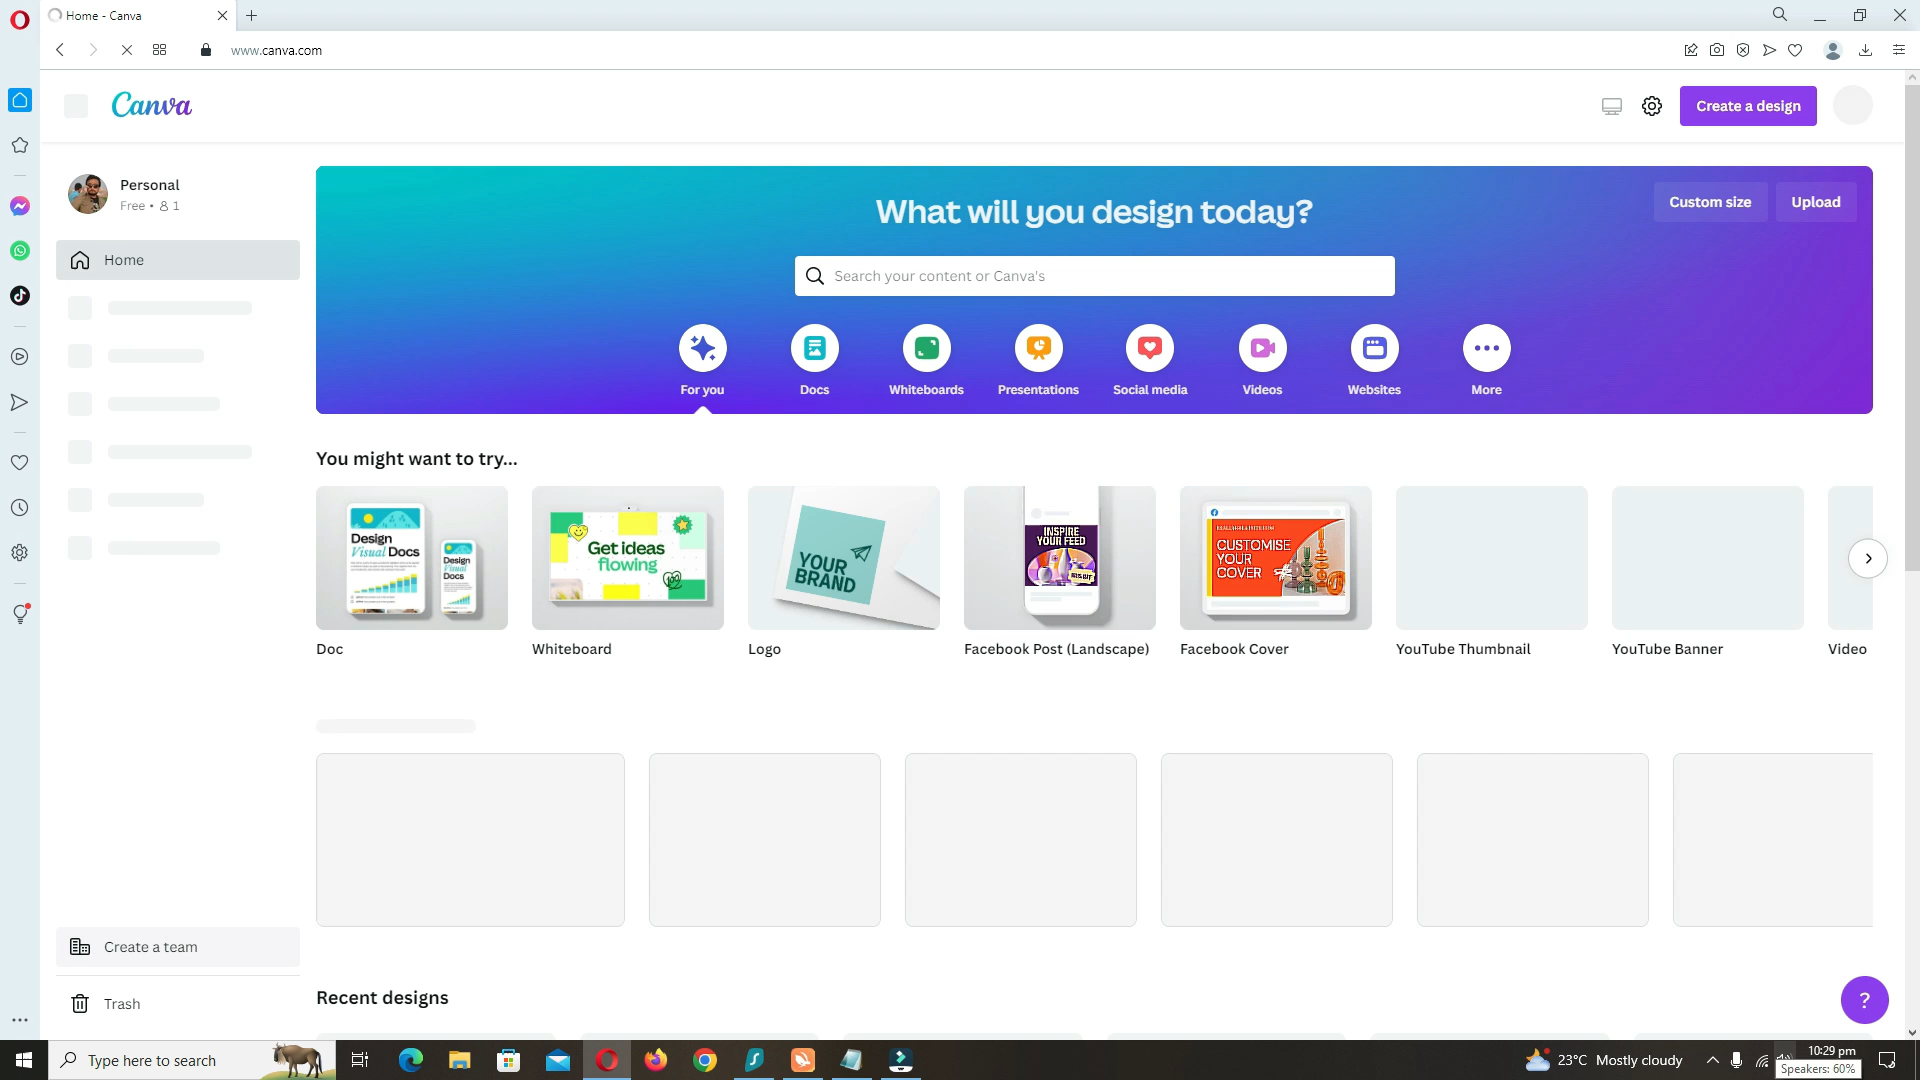 Home - Canva
www.canva.com
Canva
Create a design
Personal
Free • 1
Home
What will you design today?
Custom size
Upload
Search your content or Canva's
For you
Docs
Whiteboards
Presentations
Social media
Videos
Websites
More
You might want to try...
Design
Visual Docs
Design
Visual
Docs
Get ideas
flowing
100
YOUR
BRAND
INSPIRE
YOUR FEED
CUSTOMISE
YOUR
COVER
Doc
Whiteboard
Logo
Facebook Post (Landscape)
Facebook Cover
YouTube Thumbnail
YouTube Banner
Video
Create a team
Trash
Recent designs
?
Type here to search
23°C Mostly cloudy
10:29 pm
Speakers: 60%